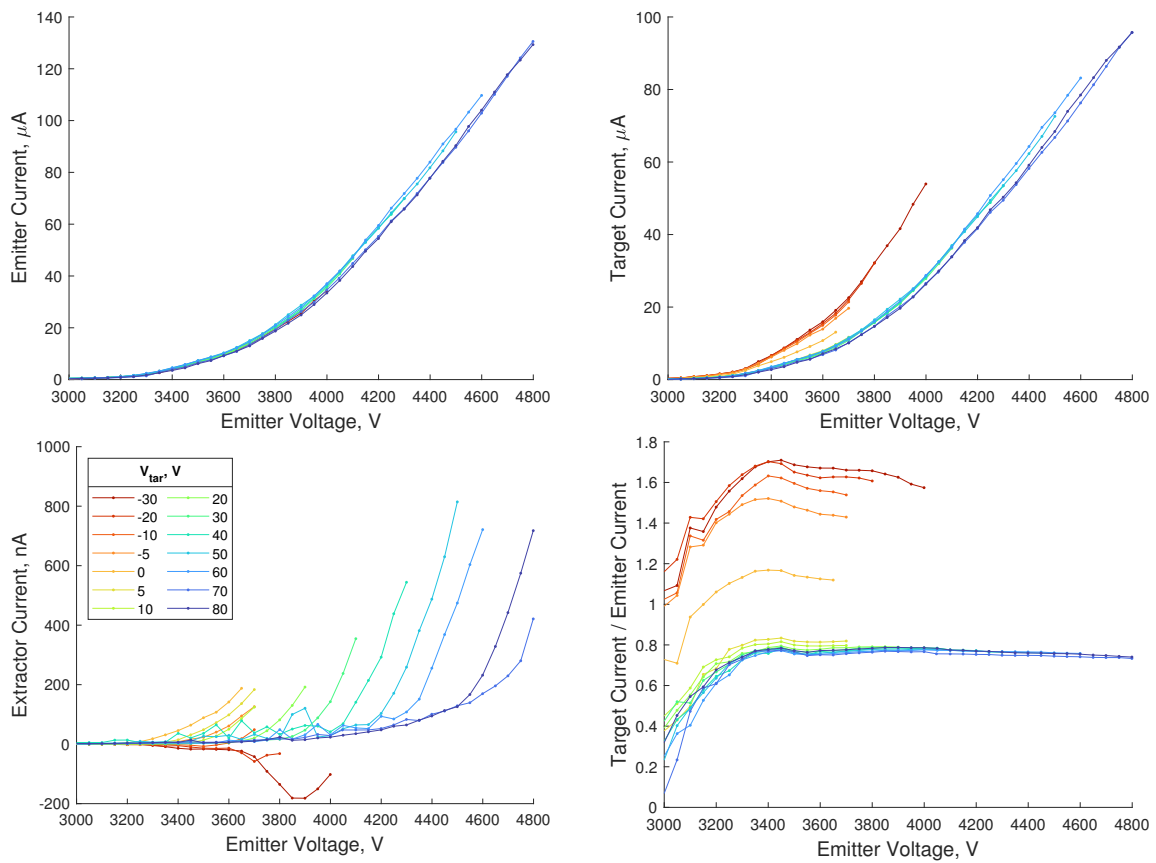 140
120
100
80
60
40
20
0
Emitter Current, μA
3000 3200 3400 3600 3800 4000 4200 4400 4600 4800
Emitter Voltage, V
100
80
60
40
20
0
Target Current, μA
3000 3200 3400 3600 3800 4000 4200 4400 4600 4800
Emitter Voltage, V
1000
800
600
400
200
0
-200
Extractor Current, nA
V_tar, V
-30 20
-20 30
-10 40
-5 50
0 60
5 70
10 80
3000 3200 3400 3600 3800 4000 4200 4400 4600 4800
Emitter Voltage, V
1.8
1.6
1.4
1.2
1
0.8
0.6
0.4
0.2
0
Target Current / Emitter Current
3000 3200 3400 3600 3800 4000 4200 4400 4600 4800
Emitter Voltage, V